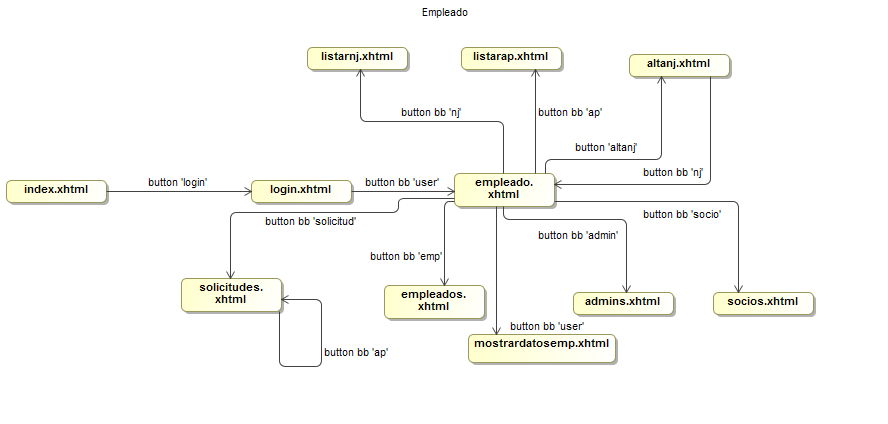 Empleado
listarnj.xhtml
listarap.xhtml
altanj.xhtml
button bb 'nj'
button bb 'ap'
button 'altanj'
button bb 'nj'
index.xhtml
button 'login'
login.xhtml
button bb 'user'
empleado.
xhtml
button bb 'solicitud'
button bb 'socio'
button bb 'admin'
button bb 'emp'
solicitudes.
xhtml
empleados.
xhtml
admins.xhtml
socios.xhtml
button bb 'user'
mostrardatosemp.xhtml
button bb 'ap'